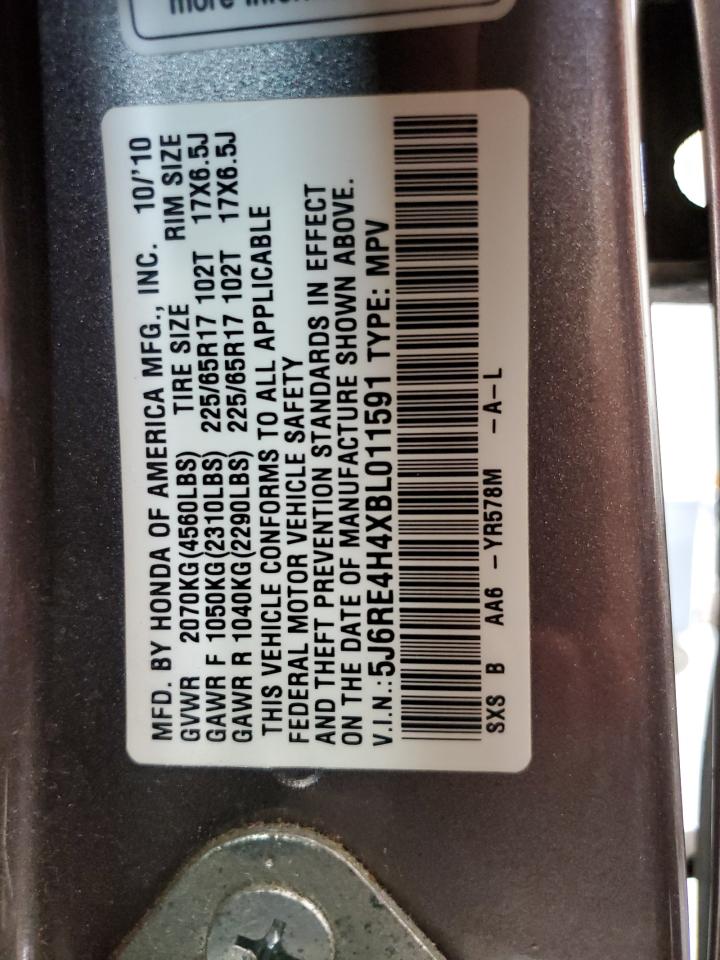 more
MFD. BY HONDA OF AMERICA MFG., INC. 10/'10
GVWR 2070KG(4560LBS) TIRE SIZE RIM SIZE
GAWR F 1050KG(2310LBS) 225/65R17 102T 17X6.5J
GAWR R 1040KG(2290LBS) 225/65R17 102T 17X6.5J
THIS VEHICLE CONFORMS TO ALL APPLICABLE
FEDERAL MOTOR VEHICLE SAFETY
AND THEFT PREVENTION STANDARDS IN EFFECT
ON THE DATE OF MANUFACTURE SHOWN ABOVE.
V.I.N.:5J6RE4H4XBL011591 TYPE: MPV
SXS B AA6 -YR578M -A-L